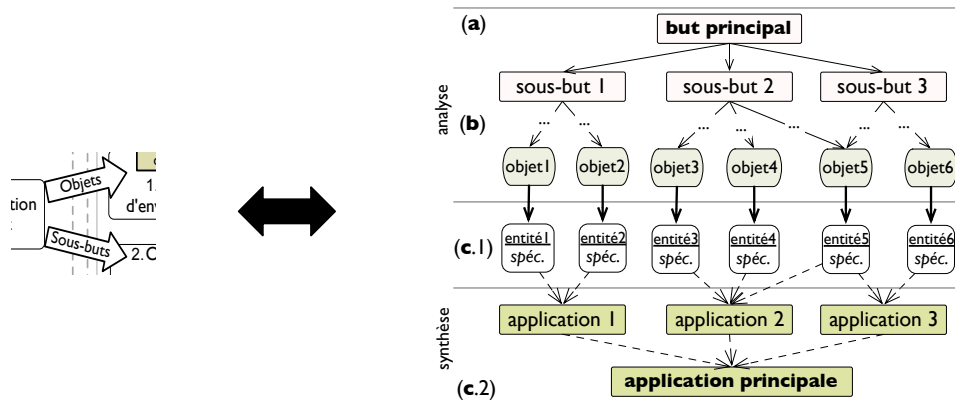 Objets
1.
tion
d'env
Sous-buts
2. C
(a)
but principal
sous-but 1
sous-but 2
sous-but 3
analyse
(b)
... ... ... ... ... ... ...
objet1
objet2
objet3
objet4
objet5
objet6
(c.1)
entité1
spéc.
entité2
spéc.
entité3
spéc.
entité4
spéc.
entité5
spéc.
entité6
spéc.
synthèse
application 1
application 2
application 3
(c.2)
application principale